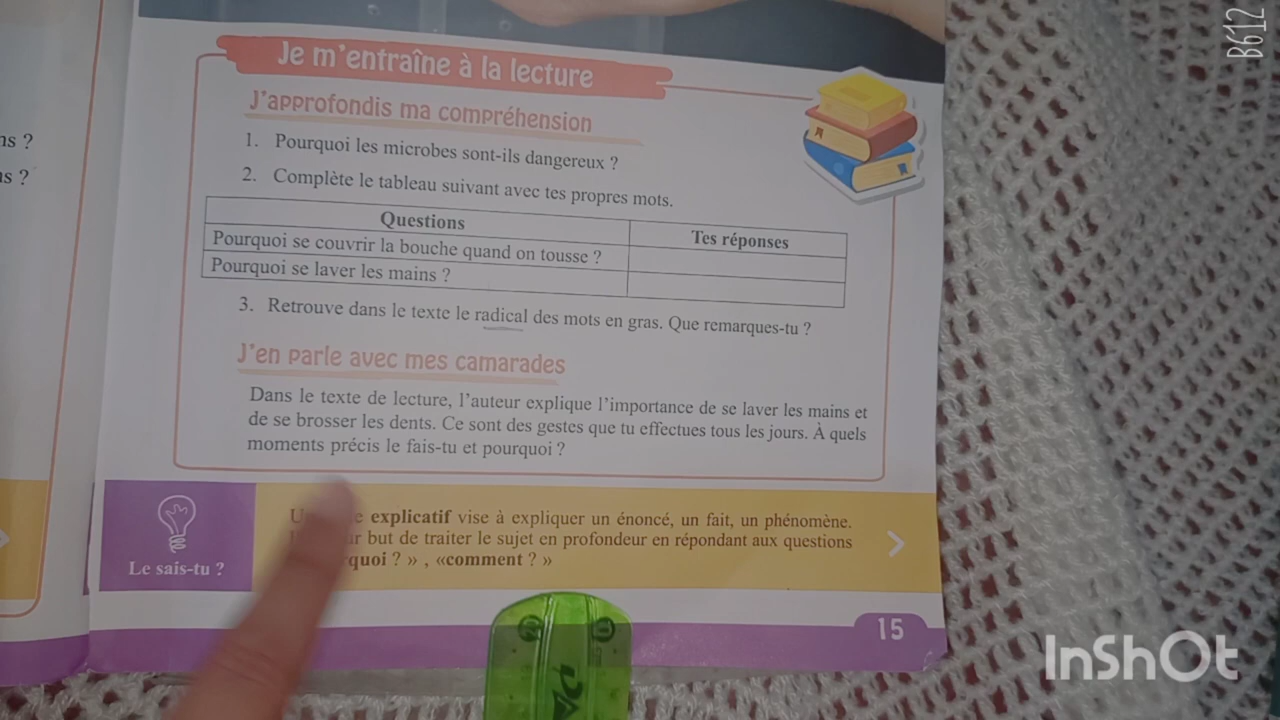 B612
Je m'entraîne à la lecture
J'approfondis ma compréhension
ns ?
1. Pourquoi les microbes sont-ils dangereux ?
s ?
2. Complète le tableau suivant avec tes propres mots.
Questions Tes réponses
Pourquoi se couvrir la bouche quand on tousse ?
Pourquoi se laver les mains ?
3. Retrouve dans le texte le radical des mots en gras. Que remarques-tu ?
J'en parle avec mes camarades
Dans le texte de lecture, l'auteur explique l'importance de se laver les mains et
de se brosser les dents. Ce sont des gestes que tu effectues tous les jours. À quels
moments précis le fais-tu et pourquoi ?
Le sais-tu ?
explicatif vise à expliquer un énoncé, un fait, un phénomène.
but de traiter le sujet en profondeur en répondant aux questions
quoi ? » , «comment ? »
15
InShOt